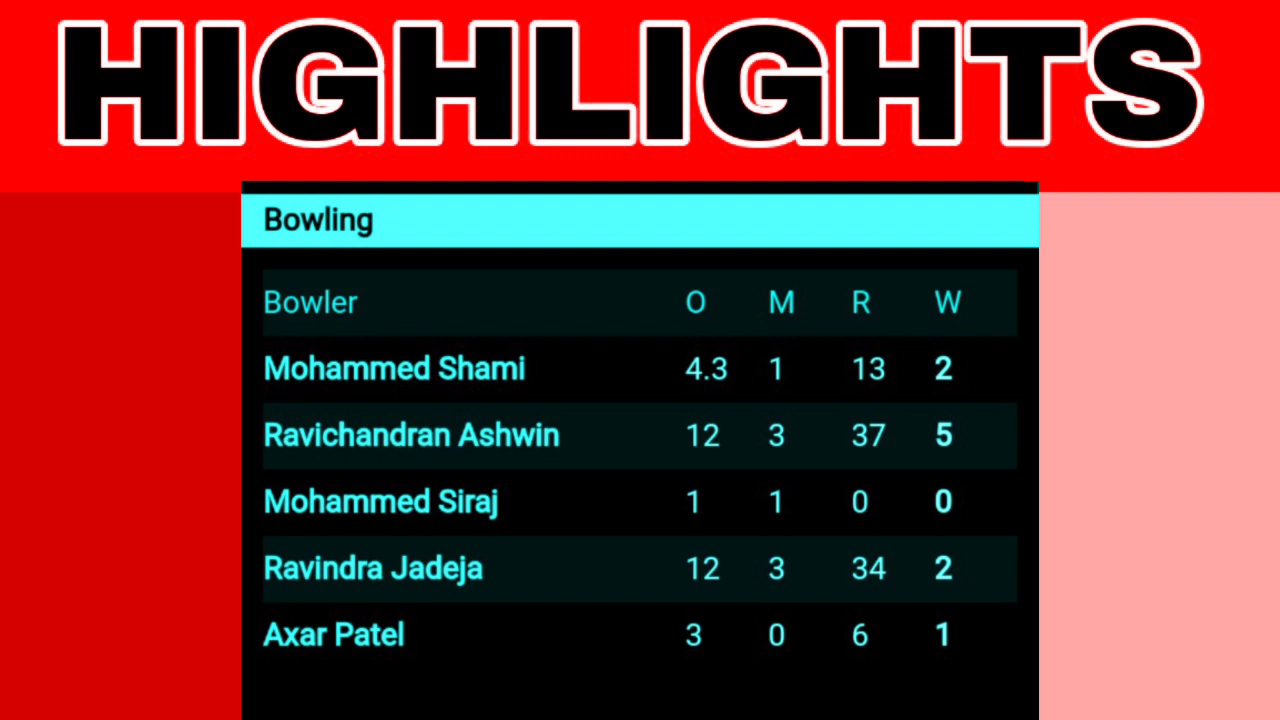 HIGHLIGHTS
Bowling
Bowler O M R W
Mohammed Shami 4.3 1 13 2
Ravichandran Ashwin 12 3 37 5
Mohammed Siraj 1 1 0 0
Ravindra Jadeja 12 3 34 2
Axar Patel 3 0 6 1